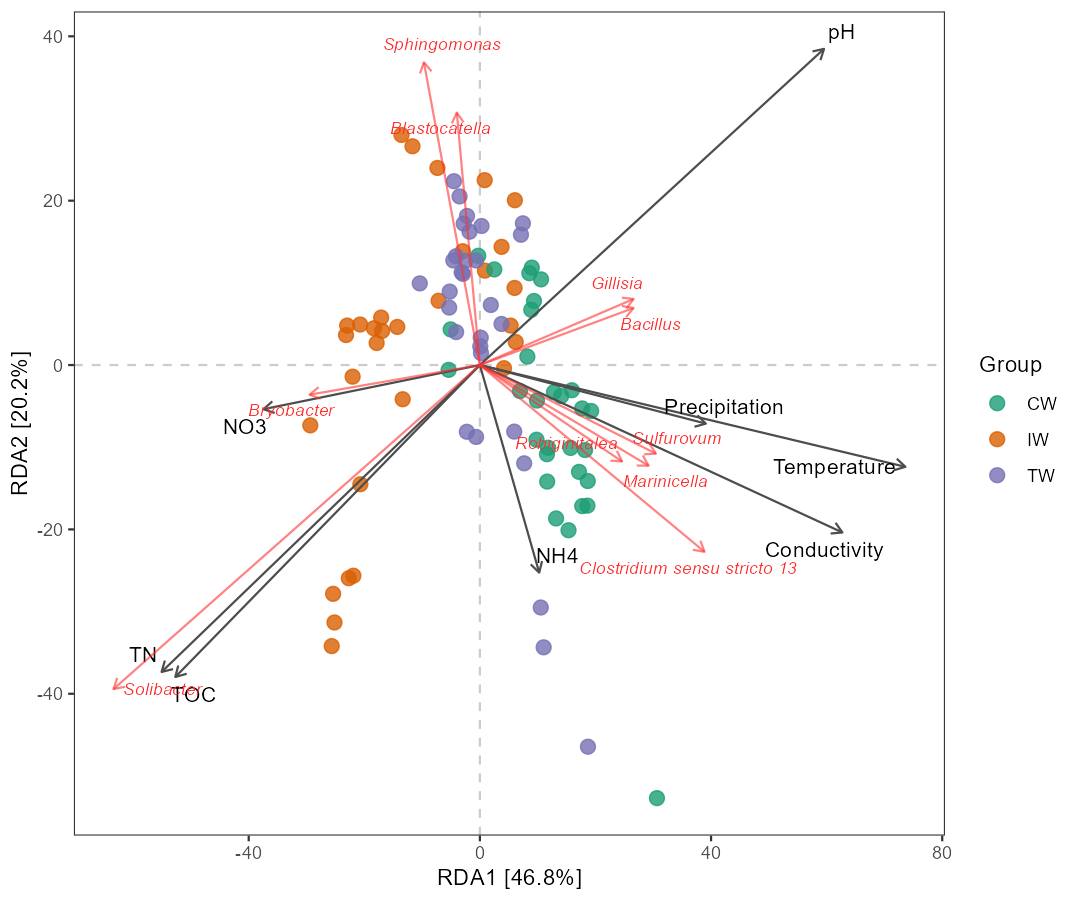 40
20
0
-20
-40
-40
0
40
80
RDA2 [20.2%]
RDA1 [46.8%]
pH
Sphingomonas
Blastocatella
Gillisia
Bacillus
Bryobacter
NO3
Precipitation
Robiginitalea
Sulfurovum
Temperature
Marinicella
Conductivity
NH4
Clostridium sensu stricto 13
TN
Solibacter
TOC
Group
CW
IW
TW